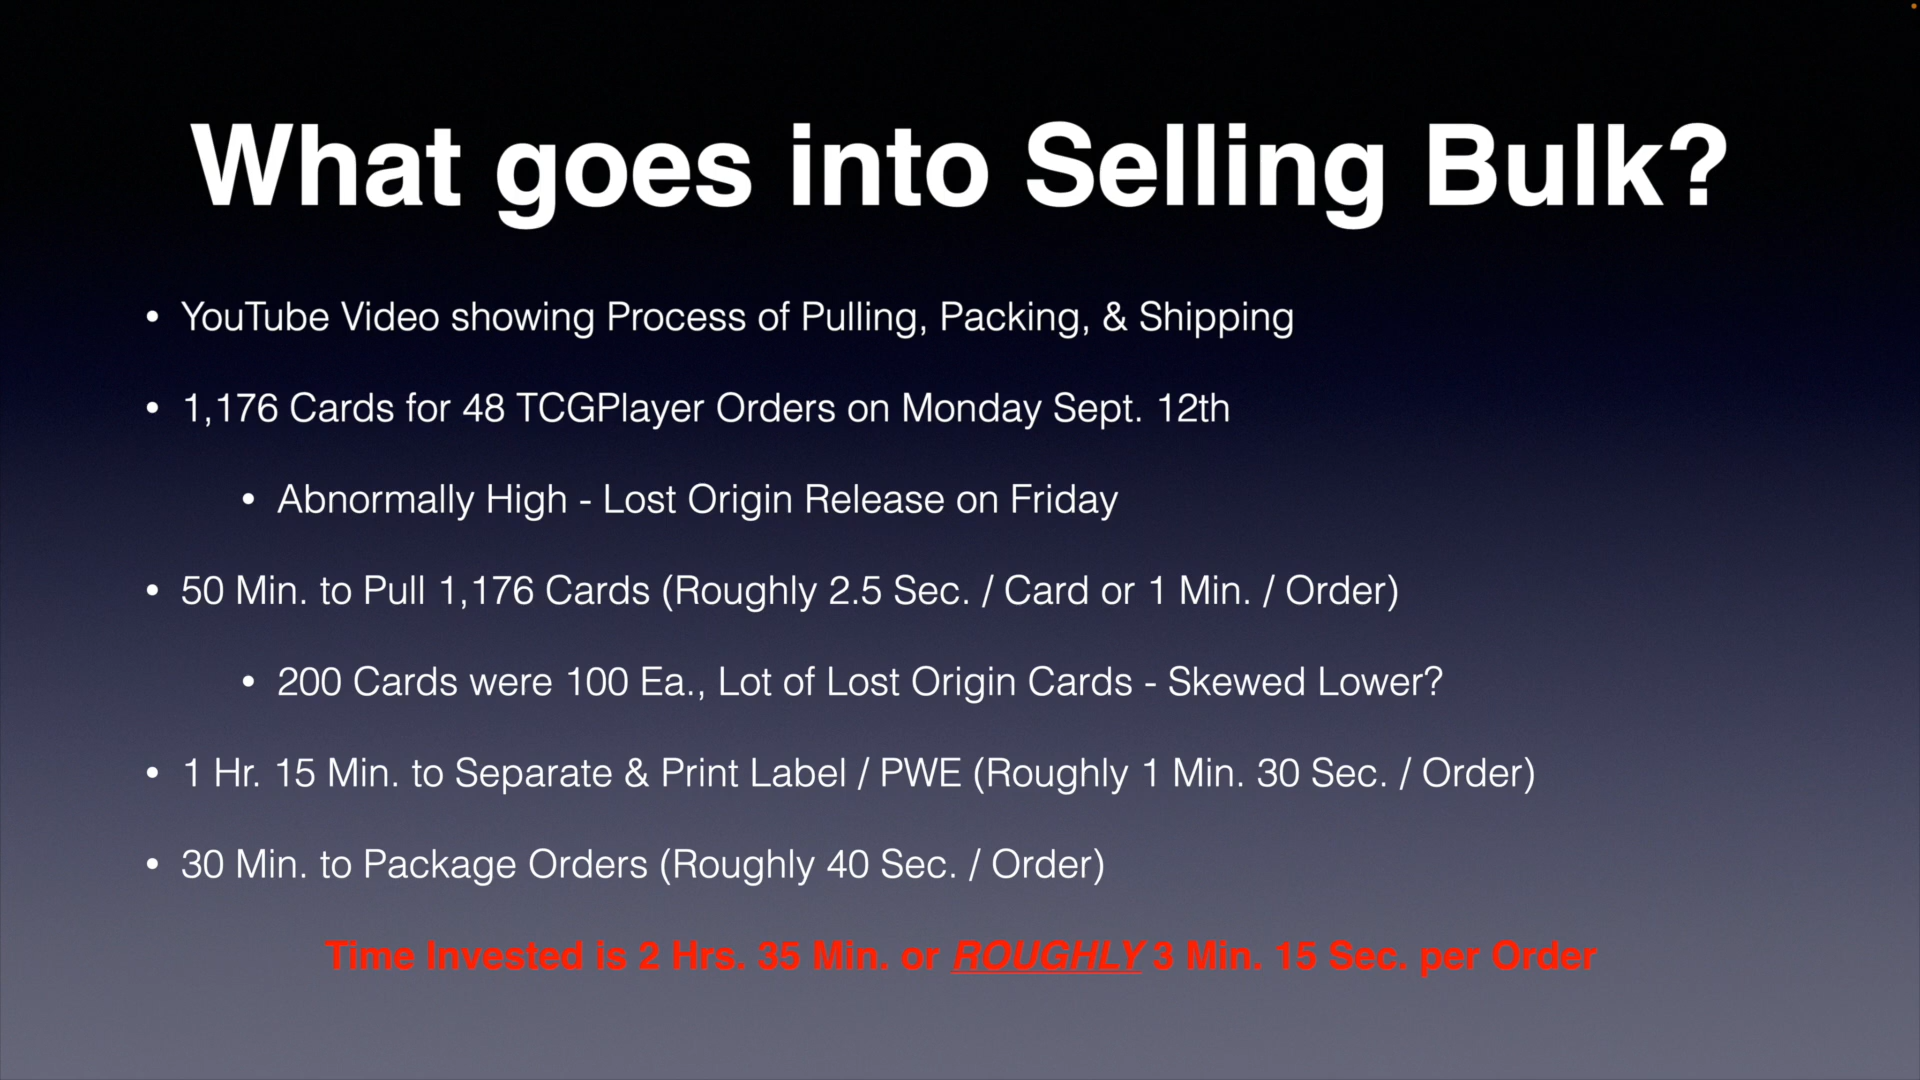 What goes into Selling Bulk?
• YouTube Video showing Process of Pulling, Packing, & Shipping
• 1,176 Cards for 48 TCGPlayer Orders on Monday Sept. 12th
• Abnormally High - Lost Origin Release on Friday
• 50 Min. to Pull 1,176 Cards (Roughly 2.5 Sec. / Card or 1 Min. / Order)
• 200 Cards were 100 Ea., Lot of Lost Origin Cards - Skewed Lower?
• 1 Hr. 15 Min. to Separate & Print Label / PWE (Roughly 1 Min. 30 Sec. / Order)
• 30 Min. to Package Orders (Roughly 40 Sec. / Order)
Time Invested is 2 Hrs. 35 Min. or ROUGHLY 3 Min. 15 Sec. per Order